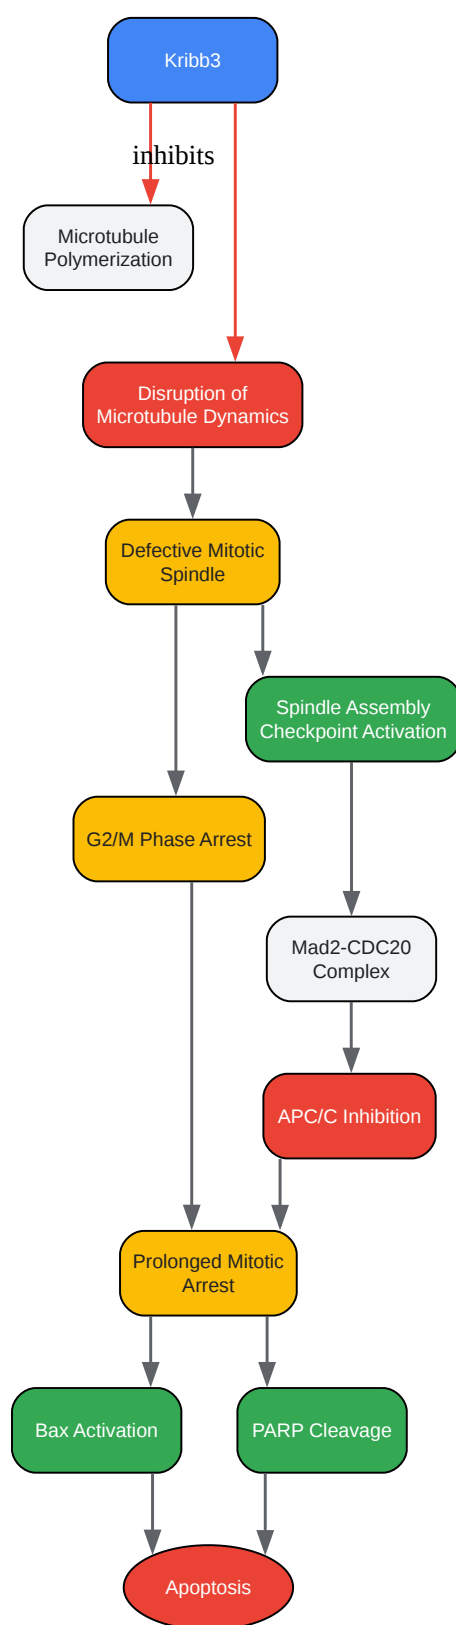 Kribb3
inhibits
Microtubule
Polymerization
Disruption of
Microtubule Dynamics
Defective Mitotic
Spindle
Spindle Assembly
Checkpoint Activation
G2/M Phase Arrest
Mad2-CDC20
Complex
APC/C Inhibition
Prolonged Mitotic
Arrest
Bax Activation
PARP Cleavage
Apoptosis